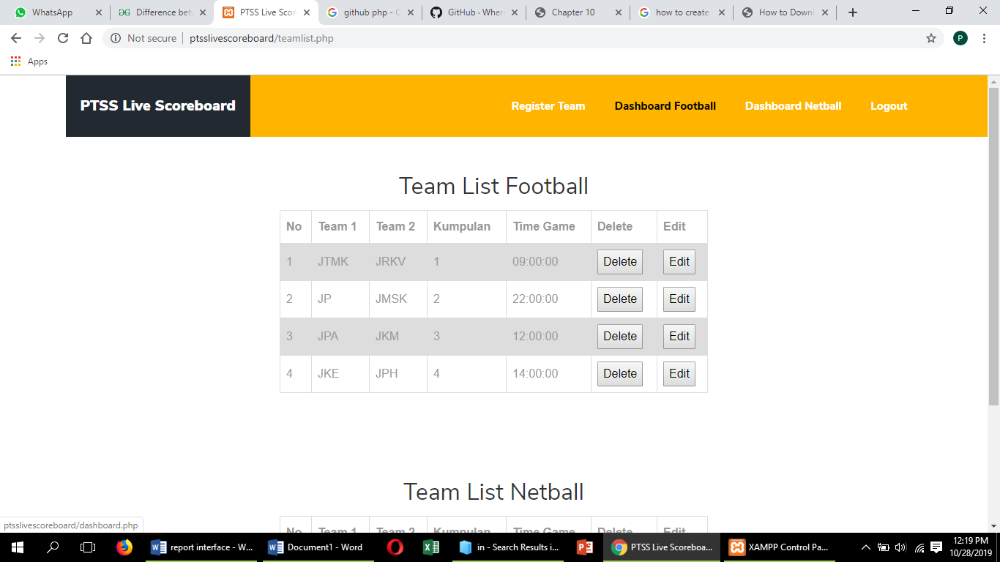 WhatsApp
Difference bet
PTSS Live Scor
github php - G
GitHub · Wher
Chapter 10
how to create
How to Downl
Not secure ptsslivescoreboard/teamlist.php
P
Apps
PTSS Live Scoreboard
Register Team Dashboard Football Dashboard Netball Logout
Team List Football
No Team 1 Team 2 Kumpulan Time Game Delete Edit
1 JTMK JRKV 1 09:00:00 Delete Edit
2 JP JMSK 2 22:00:00 Delete Edit
3 JPA JKM 3 12:00:00 Delete Edit
4 JKE JPH 4 14:00:00 Delete Edit
Team List Netball
No Team 1 Team 2 Kumpulan Time Game Delete Edit
ptsslivescoreboard/dashboard.php
report interface - W... Document1 - Word in - Search Results i... PTSS Live Scoreboa... XAMPP Control Pa... 12:19 PM
10/28/2019